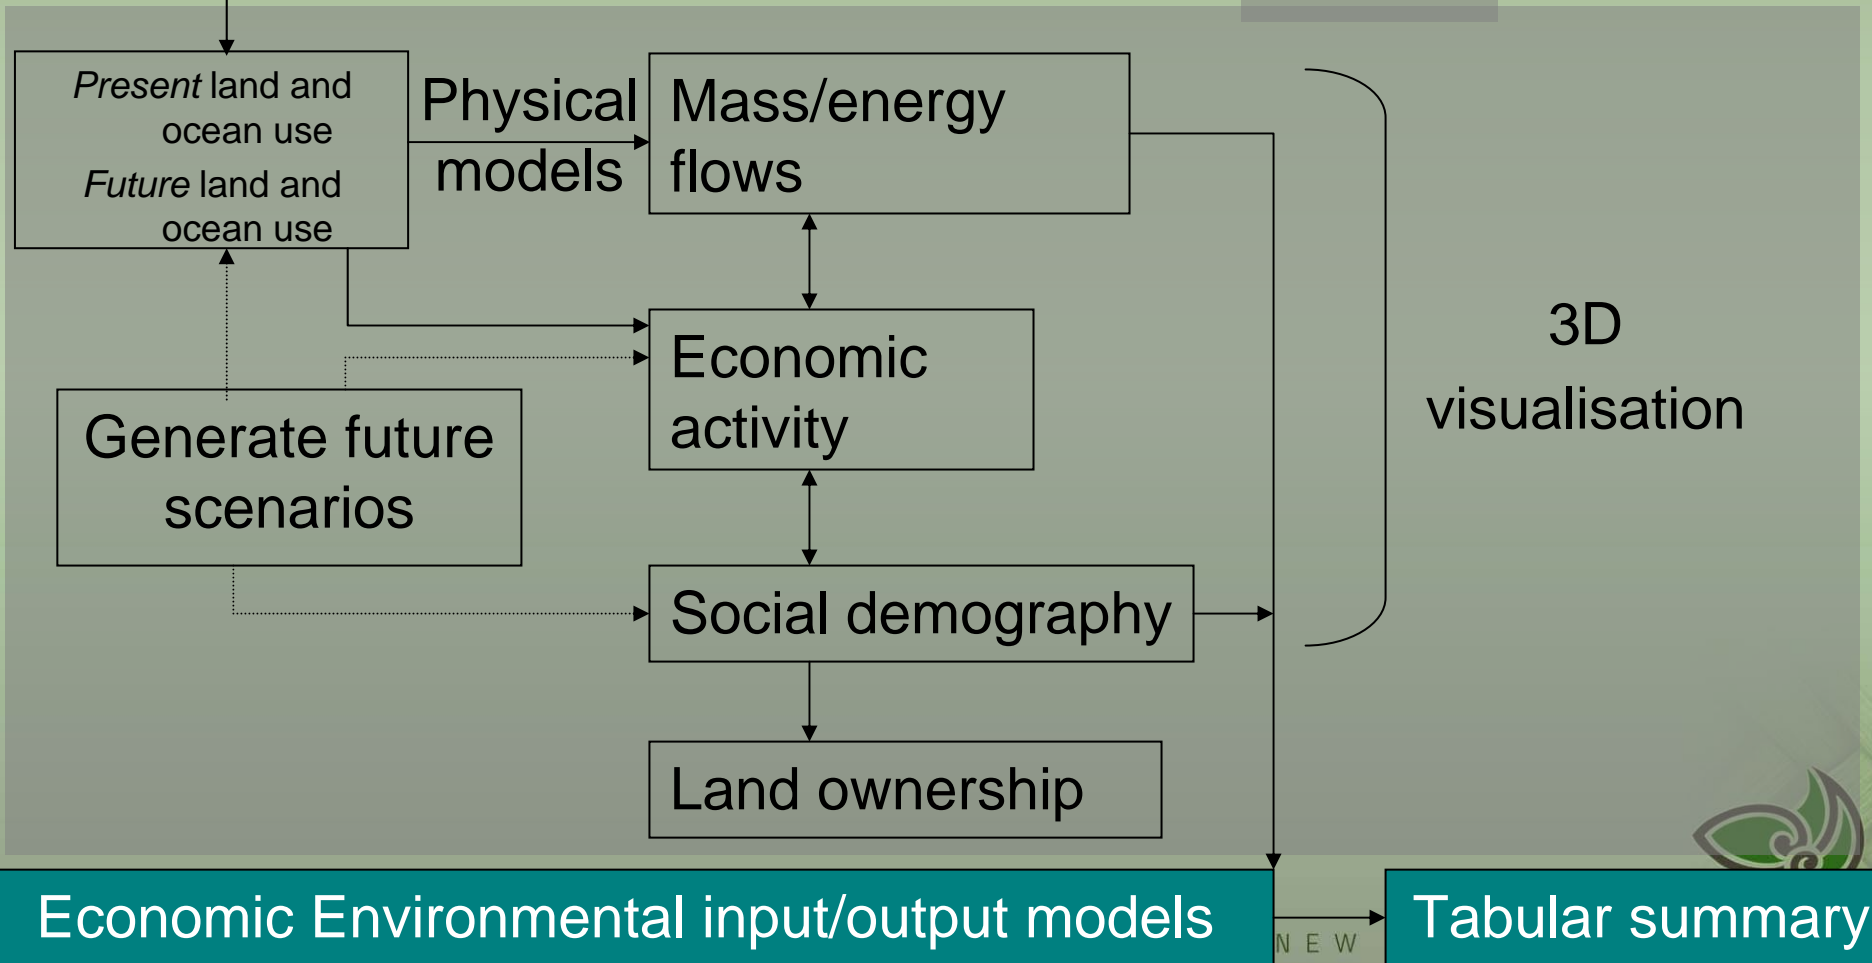 Present land and
ocean use
Future land and
ocean use
Physical
models
Mass/energy
flows
Economic
activity
3D
visualisation
Generate future
scenarios
Social demography
Land ownership
Economic Environmental input/output models
NEW
Tabular summary